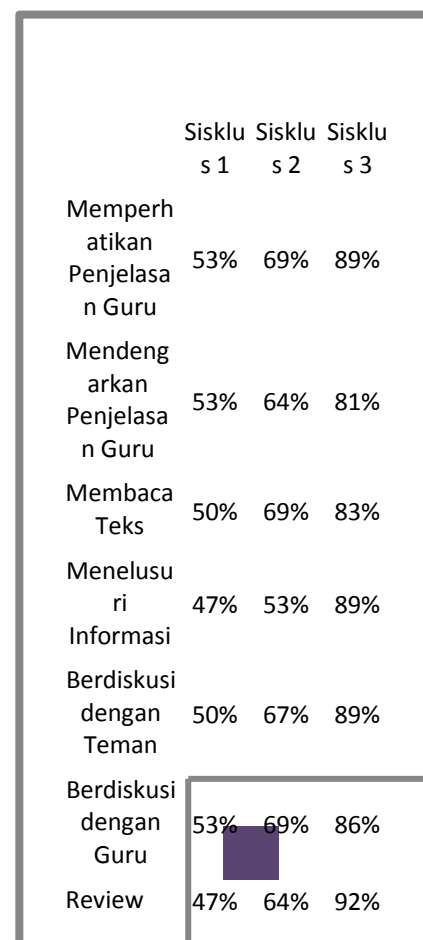 Sisklu Sisklu Sisklu
s 1 s 2 s 3
Memperh
atikan
Penjelasa
n Guru
53% 69% 89%
Mendeng
arkan
Penjelasa
n Guru
53% 64% 81%
Membaca
Teks
50% 69% 83%
Menelusu
ri
Informasi
47% 53% 89%
Berdiskusi
dengan
Teman
50% 67% 89%
Berdiskusi
dengan
Guru
53% 69% 86%
Review 47% 64% 92%